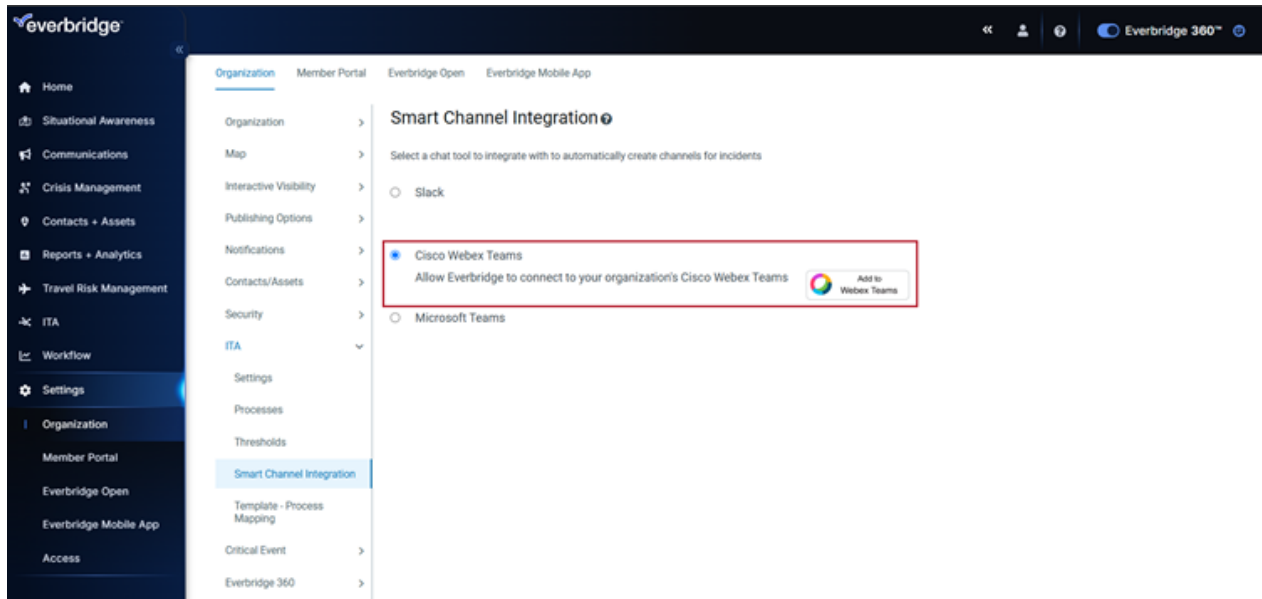 everbridge
Everbridge 360™
Home
Situational Awareness
Communications
Crisis Management
Contacts + Assets
Reports + Analytics
Travel Risk Management
ITA
Workflow
Settings
Organization
Member Portal
Everbridge Open
Everbridge Mobile App
Access
Organization Member Portal Everbridge Open Everbridge Mobile App
Organization
Map
Interactive Visibility
Publishing Options
Notifications
Contacts/Assets
Security
ITA
Settings
Processes
Thresholds
Smart Channel Integration
Template - Process
Mapping
Critical Event
Everbridge 360
Smart Channel Integration
Select a chat tool to integrate with to automatically create channels for incidents
Slack
Cisco Webex Teams
Allow Everbridge to connect to your organization's Cisco Webex Teams
Add to
Webex Teams
Microsoft Teams